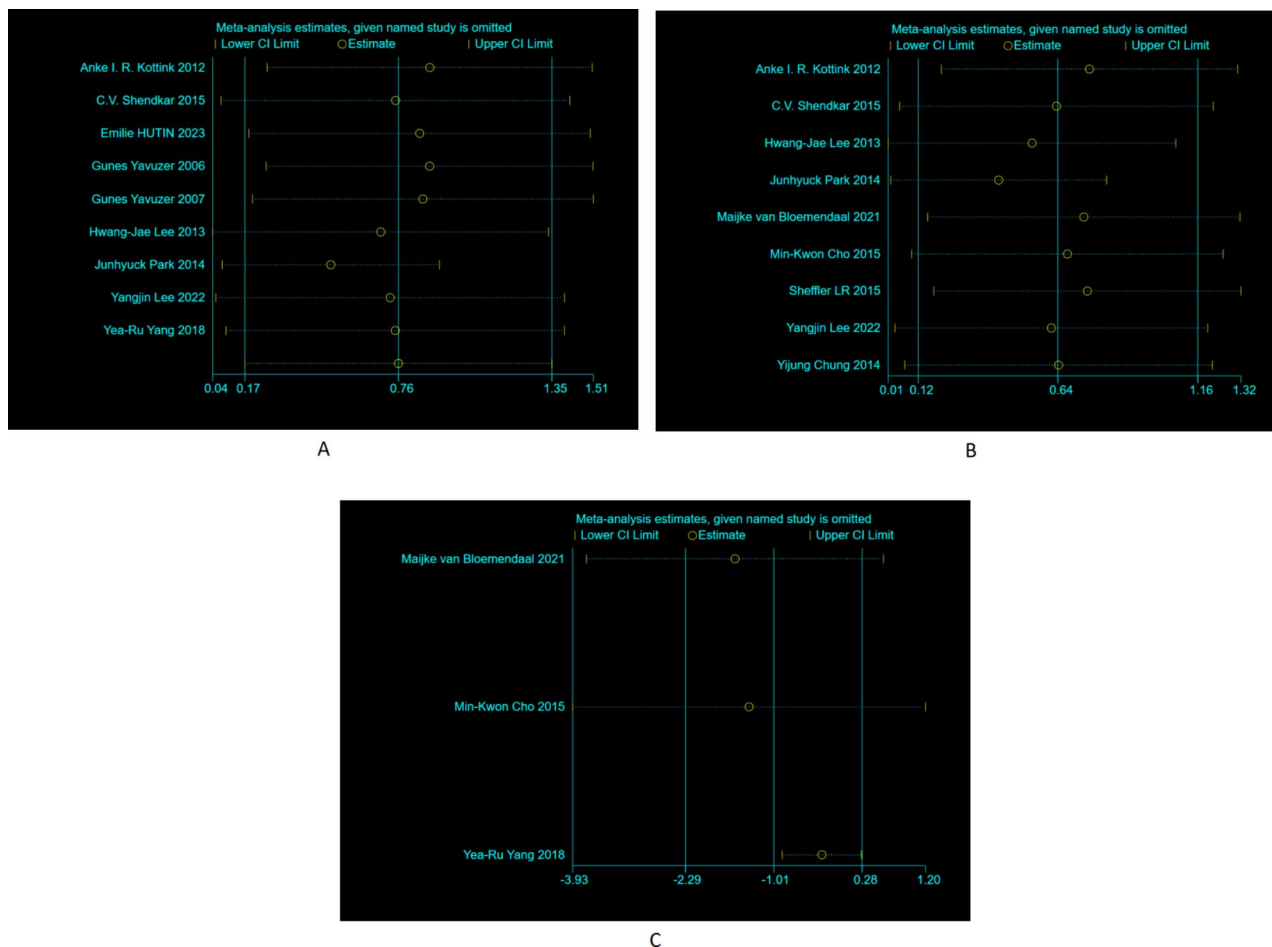 Meta-analysis estimates, given named study is omitted
Lower CI Limit Estimate Upper CI Limit
Anke I. R. Kottink 2012
C.V. Shendkar 2015
Emilie HUTIN 2023
Gunes Yavuzer 2006
Gunes Yavuzer 2007
Hwang-Jae Lee 2013
Junhyuck Park 2014
Yangjin Lee 2022
Yea-Ru Yang 2018
0.04 0.17 0.76 1.35 1.51
A
Meta-analysis estimates, given named study is omitted
Lower CI Limit Estimate Upper CI Limit
Anke I. R. Kottink 2012
C.V. Shendkar 2015
Hwang-Jae Lee 2013
Junhyuck Park 2014
Maijke van Bloemendaal 2021
Min-Kwon Cho 2015
Sheffler LR 2015
Yangjin Lee 2022
Yijung Chung 2014
0.01 0.12 0.64 1.16 1.32
B
Meta-analysis estimates, given named study is omitted
Lower CI Limit Estimate Upper CI Limit
Maijke van Bloemendaal 2021
Min-Kwon Cho 2015
Yea-Ru Yang 2018
-3.93 -2.29 -1.01 0.28 1.20
C